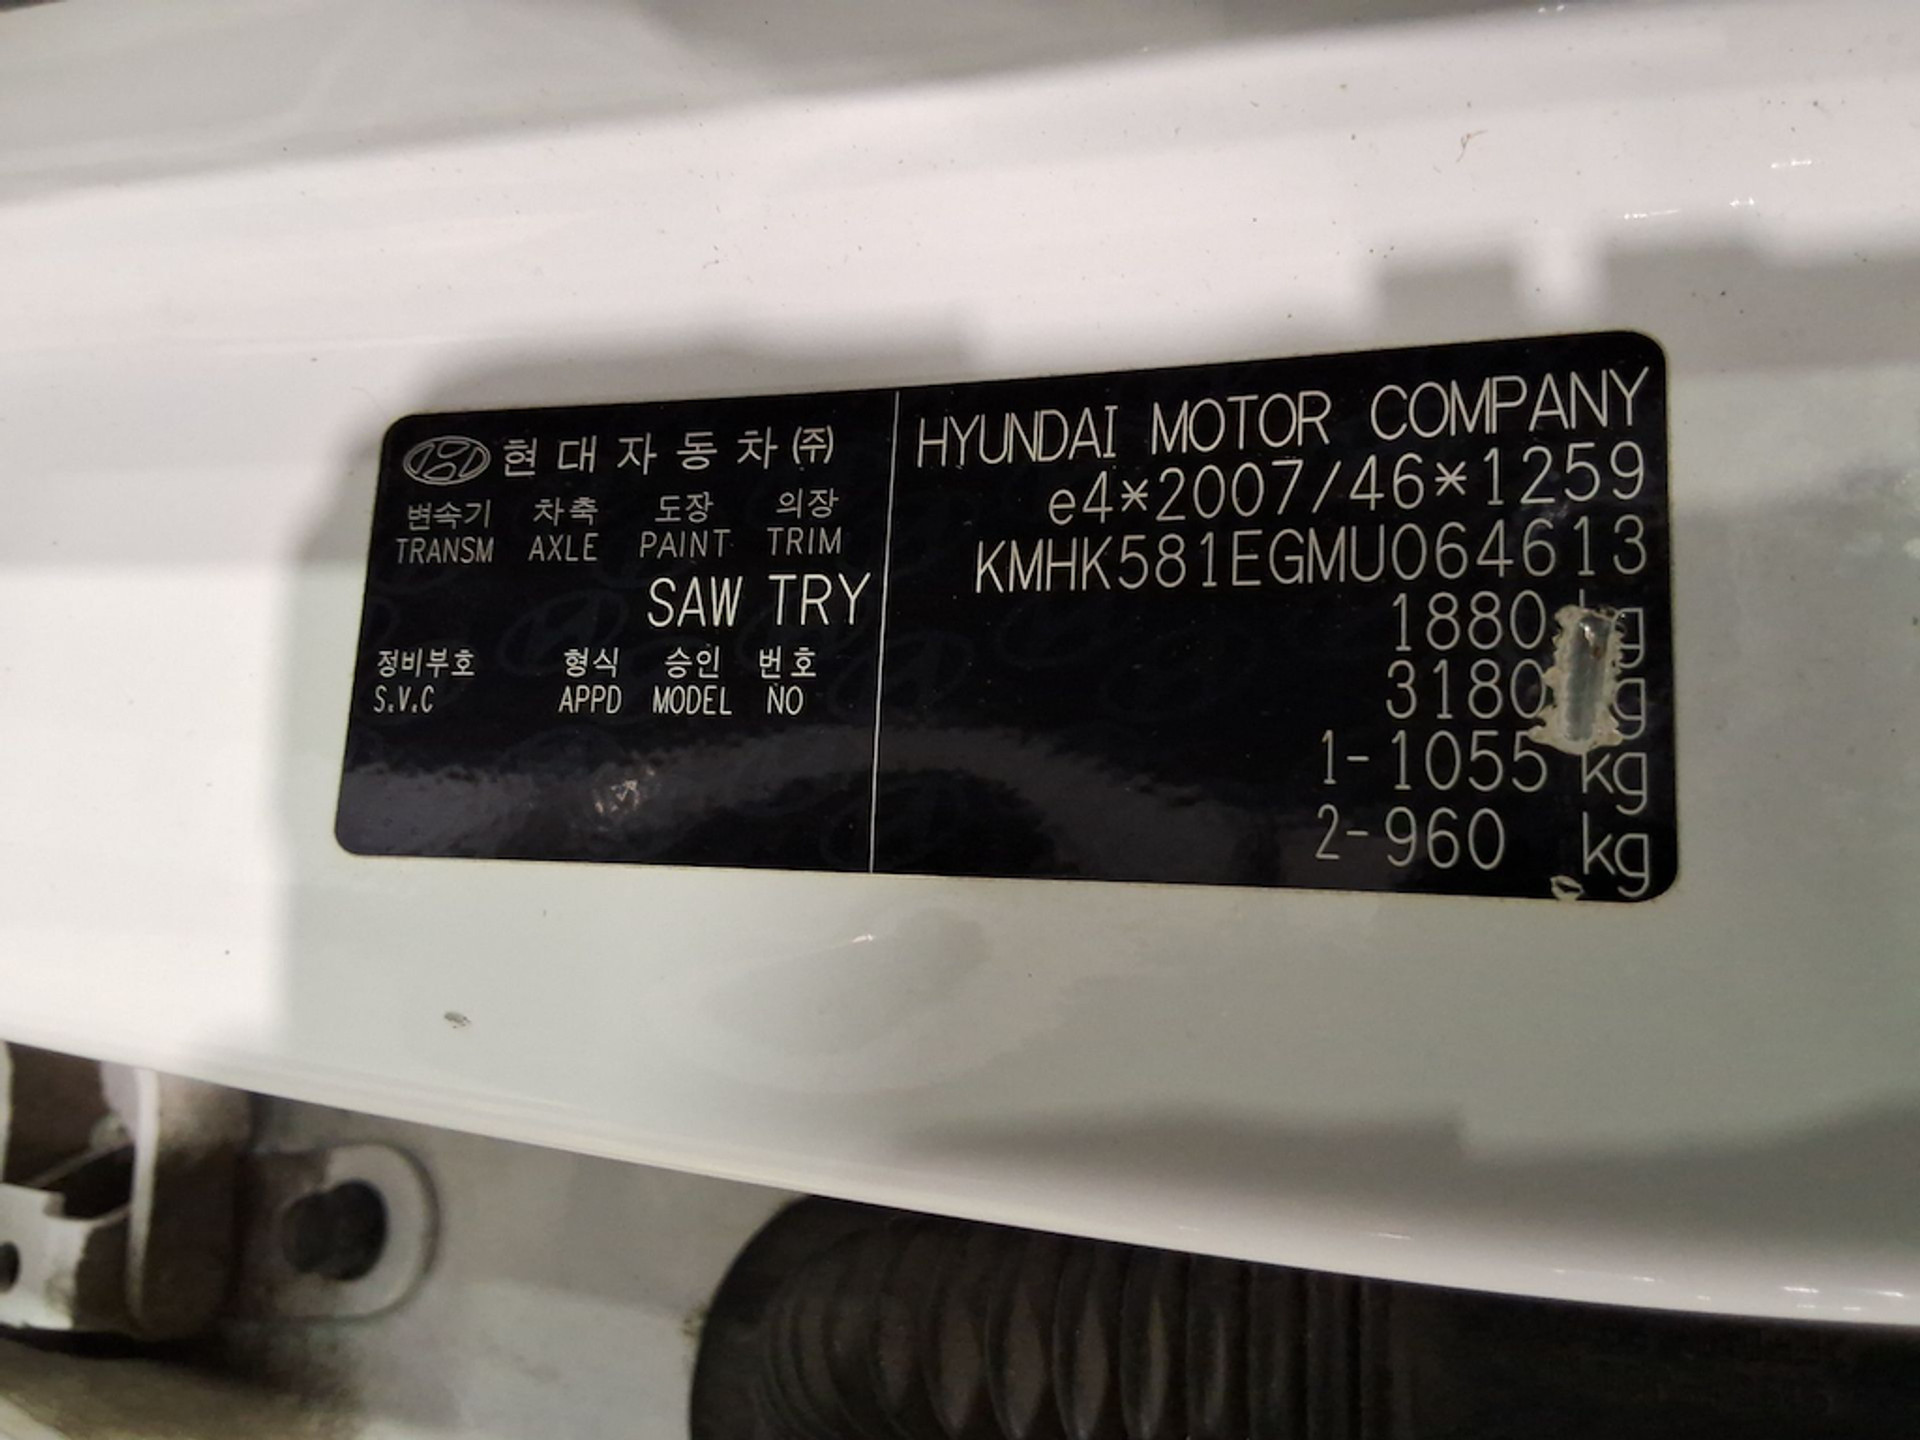 현대자동차(주)
변속기 차축 도장 의장
TRANSM AXLE PAINT TRIM
SAW TRY
정비부호 형식 승인 번호
S.V.C APPD MODEL NO
HYUNDAI MOTOR COMPANY
e4*2007/46*1259
KMHK581EGMU064613
1880 kg
3180 kg
1-1055 kg
2-960 kg